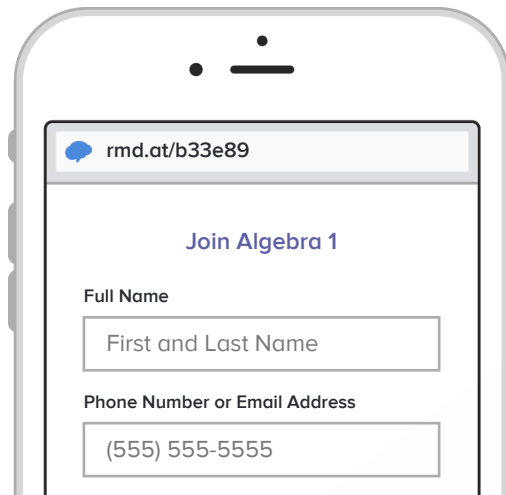 rmd.at/b33e89
Join Algebra 1
Full Name
First and Last Name
Phone Number or Email Address
(555) 555-5555